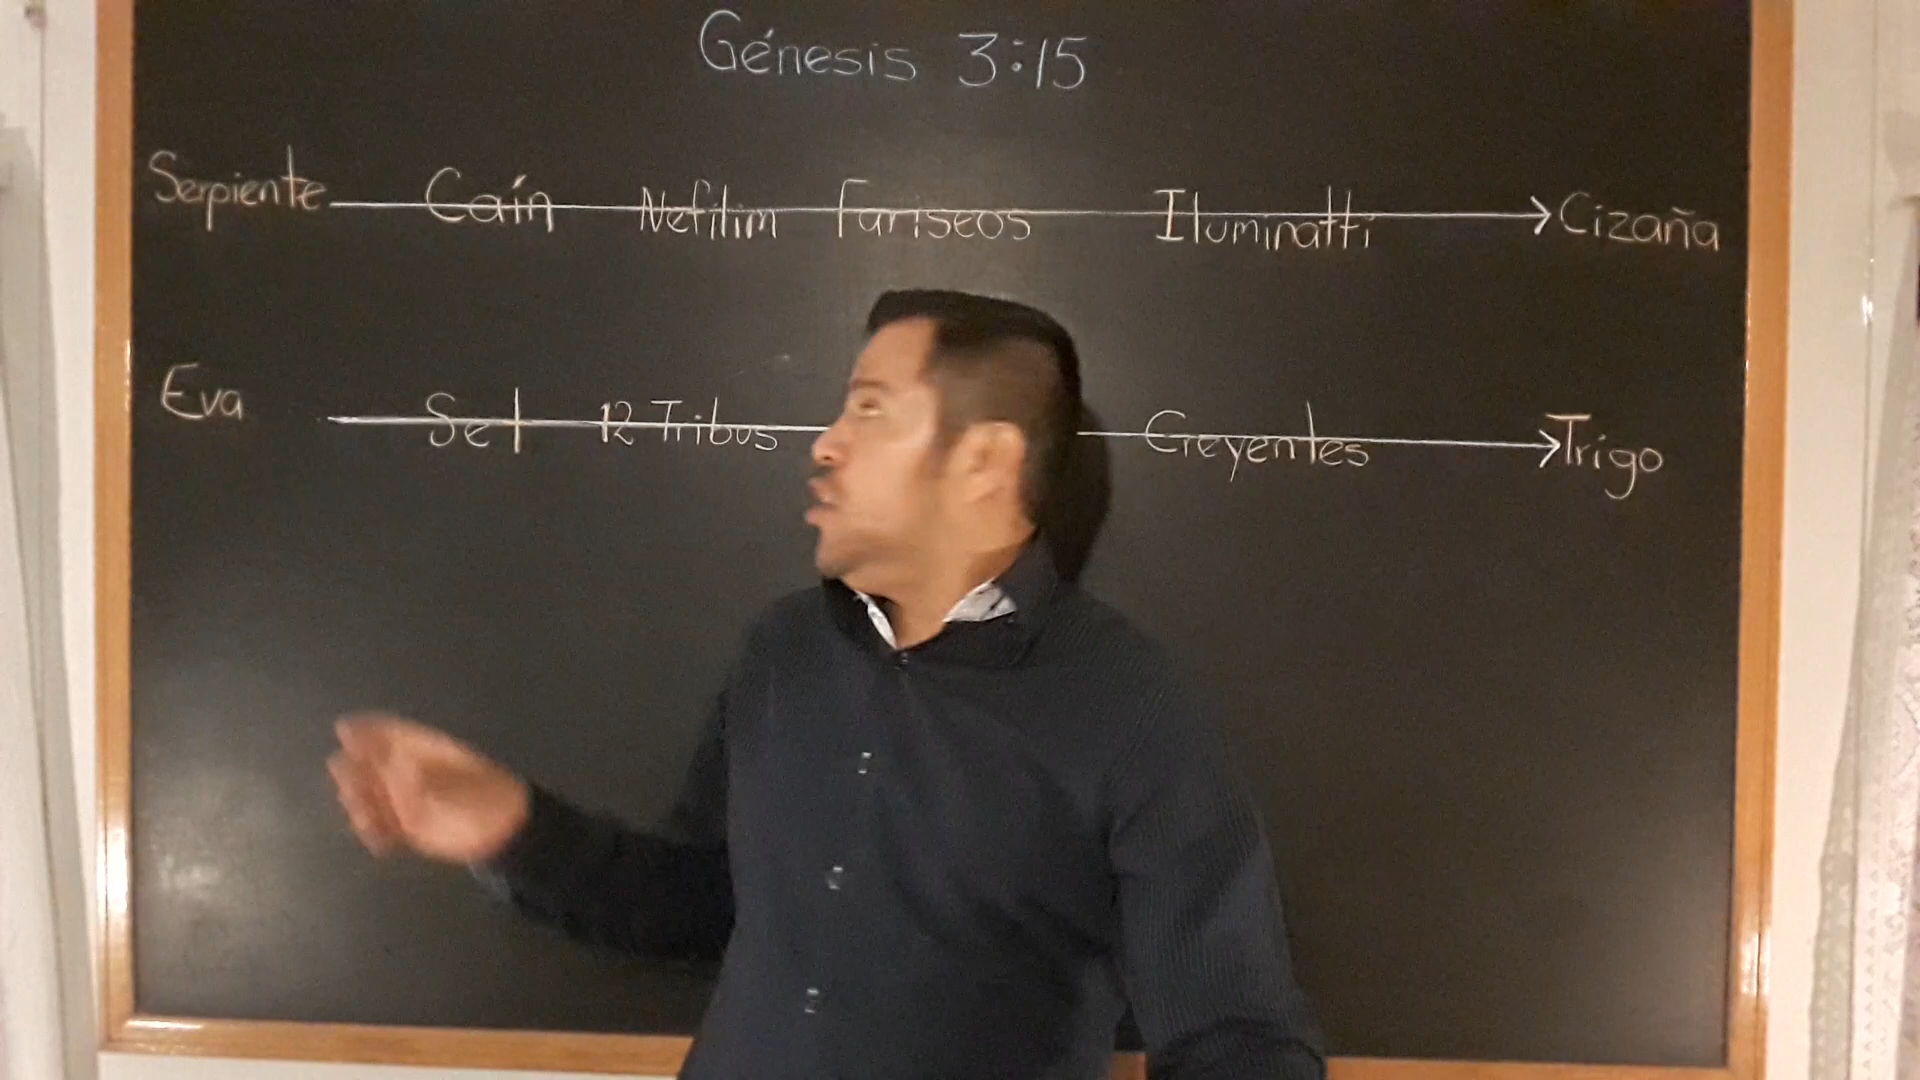 Génesis 3:15
Serpiente Caín Nefilim Fariseos Iluminatti Cizaña
Eva Set 12 Tribus Creyentes Trigo